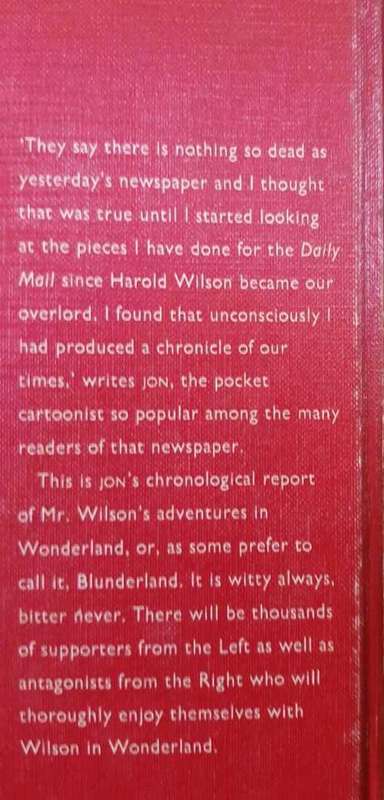 'They say there is nothing so dead as
yesterday's newspaper and I thought
that was true until I started looking
at the pieces I have done for the Daily
Mail since Harold Wilson became our
overlord. I found that unconsciously I
had produced a chronicle of our
times,' writes JON, the pocket
cartoonist so popular among the many
readers of that newspaper.
This is JON's chronological report
of Mr. Wilson's adventures in
Wonderland, or, as some prefer to
call it, Blunderland. It is witty always,
bitter never. There will be thousands
of supporters from the Left as well as
antagonists from the Right who will
thoroughly enjoy themselves with
Wilson in Wonderland.